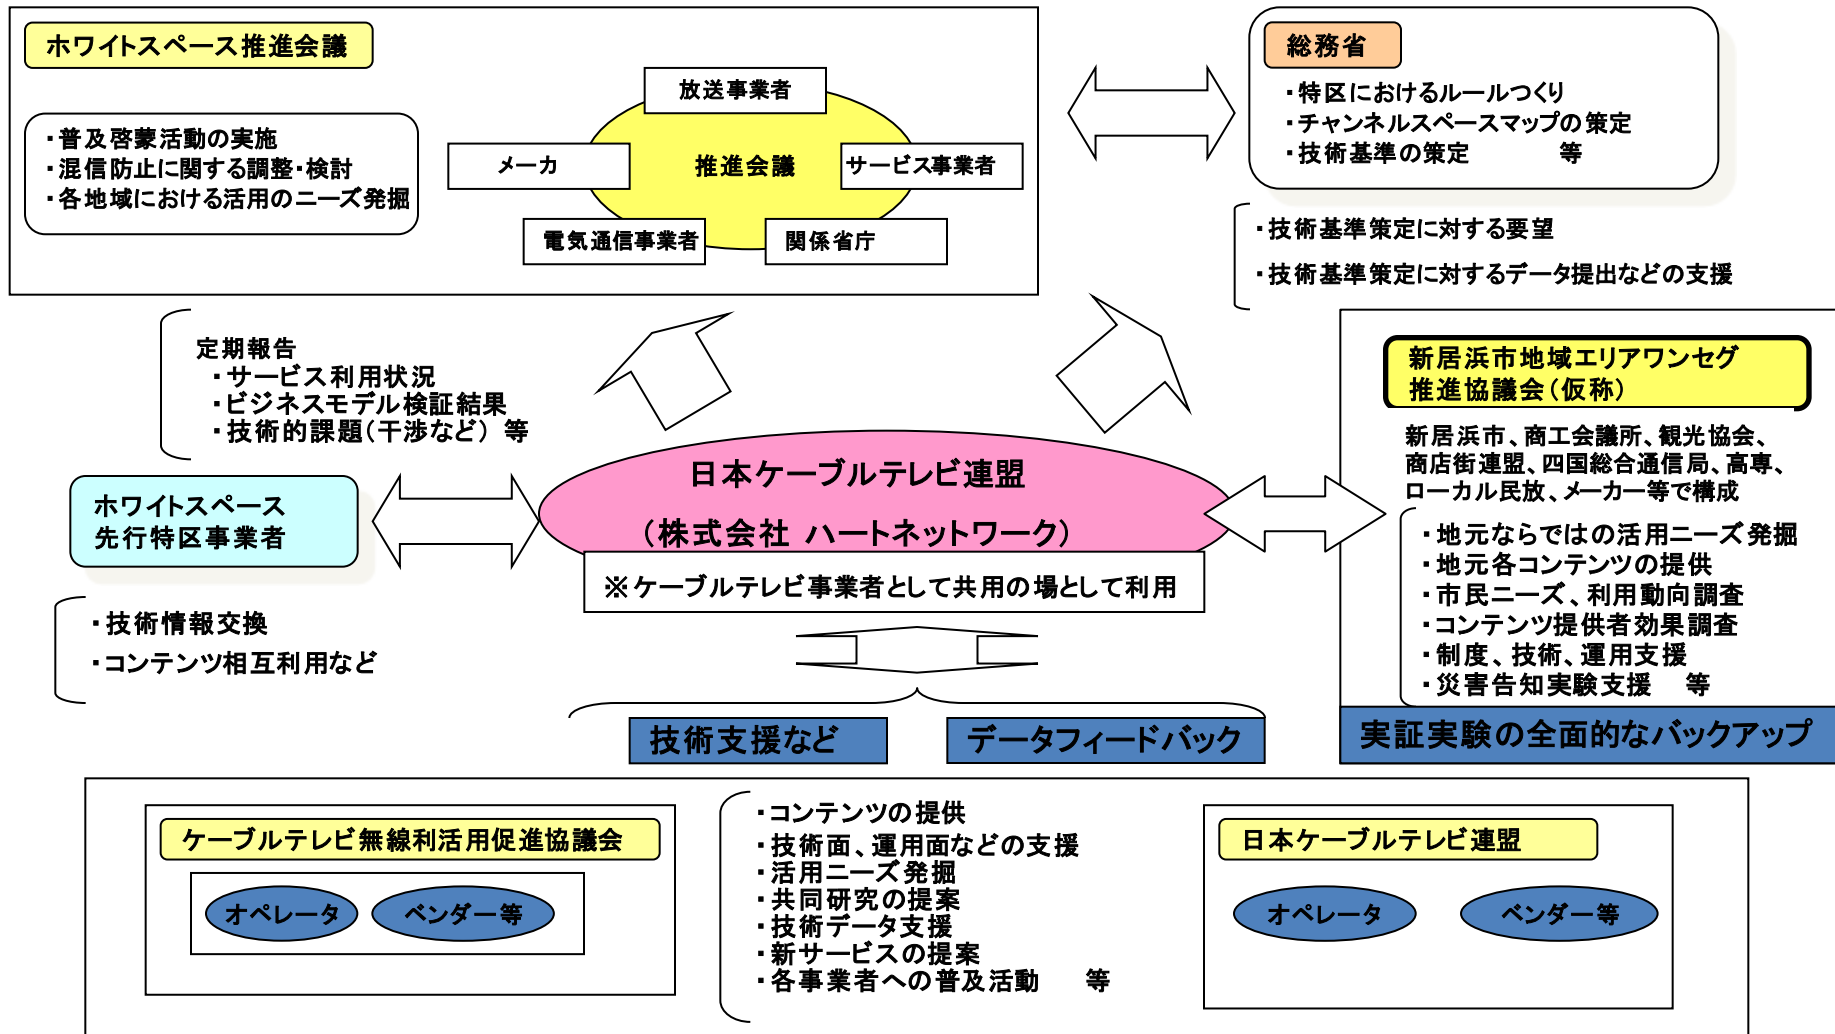 ホワイトスペース推進会議
・普及啓蒙活動の実施
・混信防止に関する調整・検討
・各地域における活用のニーズ発掘
放送事業者
メーカ
推進会議
サービス事業者
電気通信事業者
関係省庁
総務省
・特区におけるルールつくり
・チャンネルスペースマップの策定
・技術基準の策定　　　等
・技術基準策定に対する要望
・技術基準策定に対するデータ提出などの支援
定期報告
・サービス利用状況
・ビジネスモデル検証結果
・技術的課題（干渉など） 等
新居浜市地域エリアワンセグ
推進協議会（仮称）
新居浜市、商工会議所、観光協会、
商店街連盟、四国総合通信局、高専、
ローカル民放、メーカー等で構成
・地元ならではの活用ニーズ発掘
・地元各コンテンツの提供
・市民ニーズ、利用動向調査
・コンテンツ提供者効果調査
・制度、技術、運用支援
・災害告知実験支援　等
実証実験の全面的なバックアップ
日本ケーブルテレビ連盟
（株式会社 ハートネットワーク）
※ケーブルテレビ事業者として共用の場として利用
ホワイトスペース
先行特区事業者
・技術情報交換
・コンテンツ相互利用など
技術支援など
データフィードバック
ケーブルテレビ無線利活用促進協議会
オペレータ
ベンダー等
・コンテンツの提供
・技術面、運用面などの支援
・活用ニーズ発掘
・共同研究の提案
・技術データ支援
・新サービスの提案
・各事業者への普及活動　　等
日本ケーブルテレビ連盟
オペレータ
ベンダー等